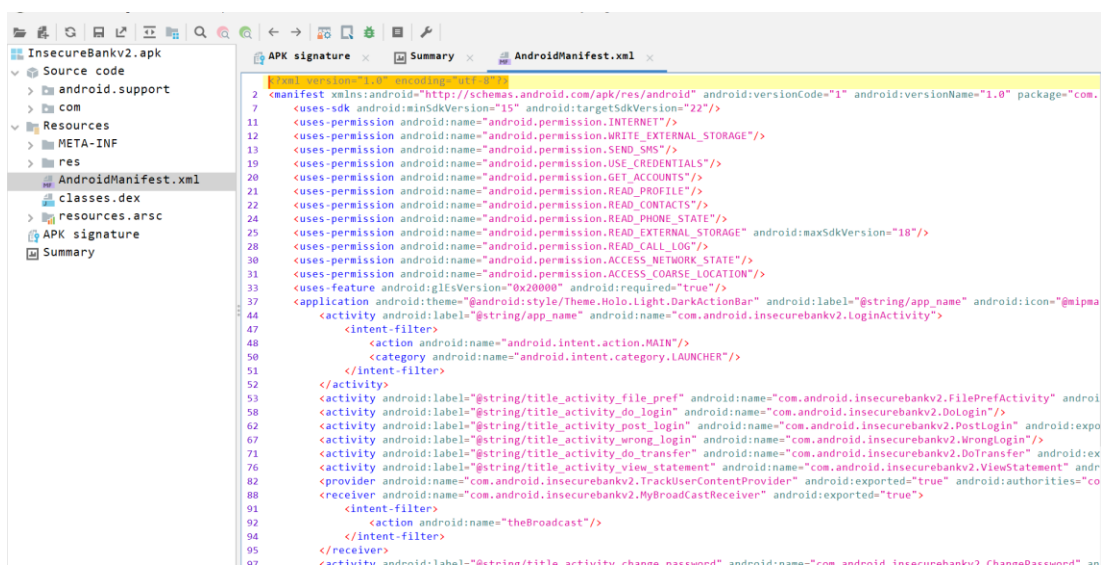 InsecureBankv2.apk
Source code
android.support
com
Resources
META-INF
res
AndroidManifest.xml
classes.dex
resources.arsc
APK signature
Summary
APK signature × Summary × AndroidManifest.xml ×
<?xml version="1.0" encoding="utf-8"?>
2 <manifest xmlns:android="http://schemas.android.com/apk/res/android" android:versionCode="1" android:versionName="1.0" package="com.
7 <uses-sdk android:minSdkVersion="15" android:targetSdkVersion="22"/>
11 <uses-permission android:name="android.permission.INTERNET"/>
12 <uses-permission android:name="android.permission.WRITE_EXTERNAL_STORAGE"/>
13 <uses-permission android:name="android.permission.SEND_SMS"/>
19 <uses-permission android:name="android.permission.USE_CREDENTIALS"/>
20 <uses-permission android:name="android.permission.GET_ACCOUNTS"/>
21 <uses-permission android:name="android.permission.READ_PROFILE"/>
22 <uses-permission android:name="android.permission.READ_CONTACTS"/>
24 <uses-permission android:name="android.permission.READ_PHONE_STATE"/>
25 <uses-permission android:name="android.permission.READ_EXTERNAL_STORAGE" android:maxSdkVersion="18"/>
28 <uses-permission android:name="android.permission.READ_CALL_LOG"/>
30 <uses-permission android:name="android.permission.ACCESS_NETWORK_STATE"/>
31 <uses-permission android:name="android.permission.ACCESS_COARSE_LOCATION"/>
33 <uses-feature android:glEsVersion="0x20000" android:required="true"/>
37 <application android:theme="@android:style/Theme.Holo.Light.DarkActionBar" android:label="@string/app_name" android:icon="@mipma
44 <activity android:label="@string/app_name" android:name="com.android.insecurebankv2.LoginActivity">
47 <intent-filter>
48 <action android:name="android.intent.action.MAIN"/>
50 <category android:name="android.intent.category.LAUNCHER"/>
51 </intent-filter>
52 </activity>
53 <activity android:label="@string/title_activity_file_pref" android:name="com.android.insecurebankv2.FilePrefActivity" androi
58 <activity android:label="@string/title_activity_do_login" android:name="com.android.insecurebankv2.DoLogin"/>
62 <activity android:label="@string/title_activity_post_login" android:name="com.android.insecurebankv2.PostLogin" android:expo
67 <activity android:label="@string/title_activity_wrong_login" android:name="com.android.insecurebankv2.WrongLogin"/>
71 <activity android:label="@string/title_activity_do_transfer" android:name="com.android.insecurebankv2.DoTransfer" android:ex
76 <activity android:label="@string/title_activity_view_statement" android:name="com.android.insecurebankv2.ViewStatement" andr
82 <provider android:name="com.android.insecurebankv2.TrackUserContentProvider" android:exported="true" android:authorities="co
88 <receiver android:name="com.android.insecurebankv2.MyBroadCastReceiver" android:exported="true">
91 <intent-filter>
92 <action android:name="theBroadcast"/>
94 </intent-filter>
95 </receiver>
97 <activity android:label="@string/title_activity_change_password" android:name="com.android.insecurebankv2.ChangePassword" an